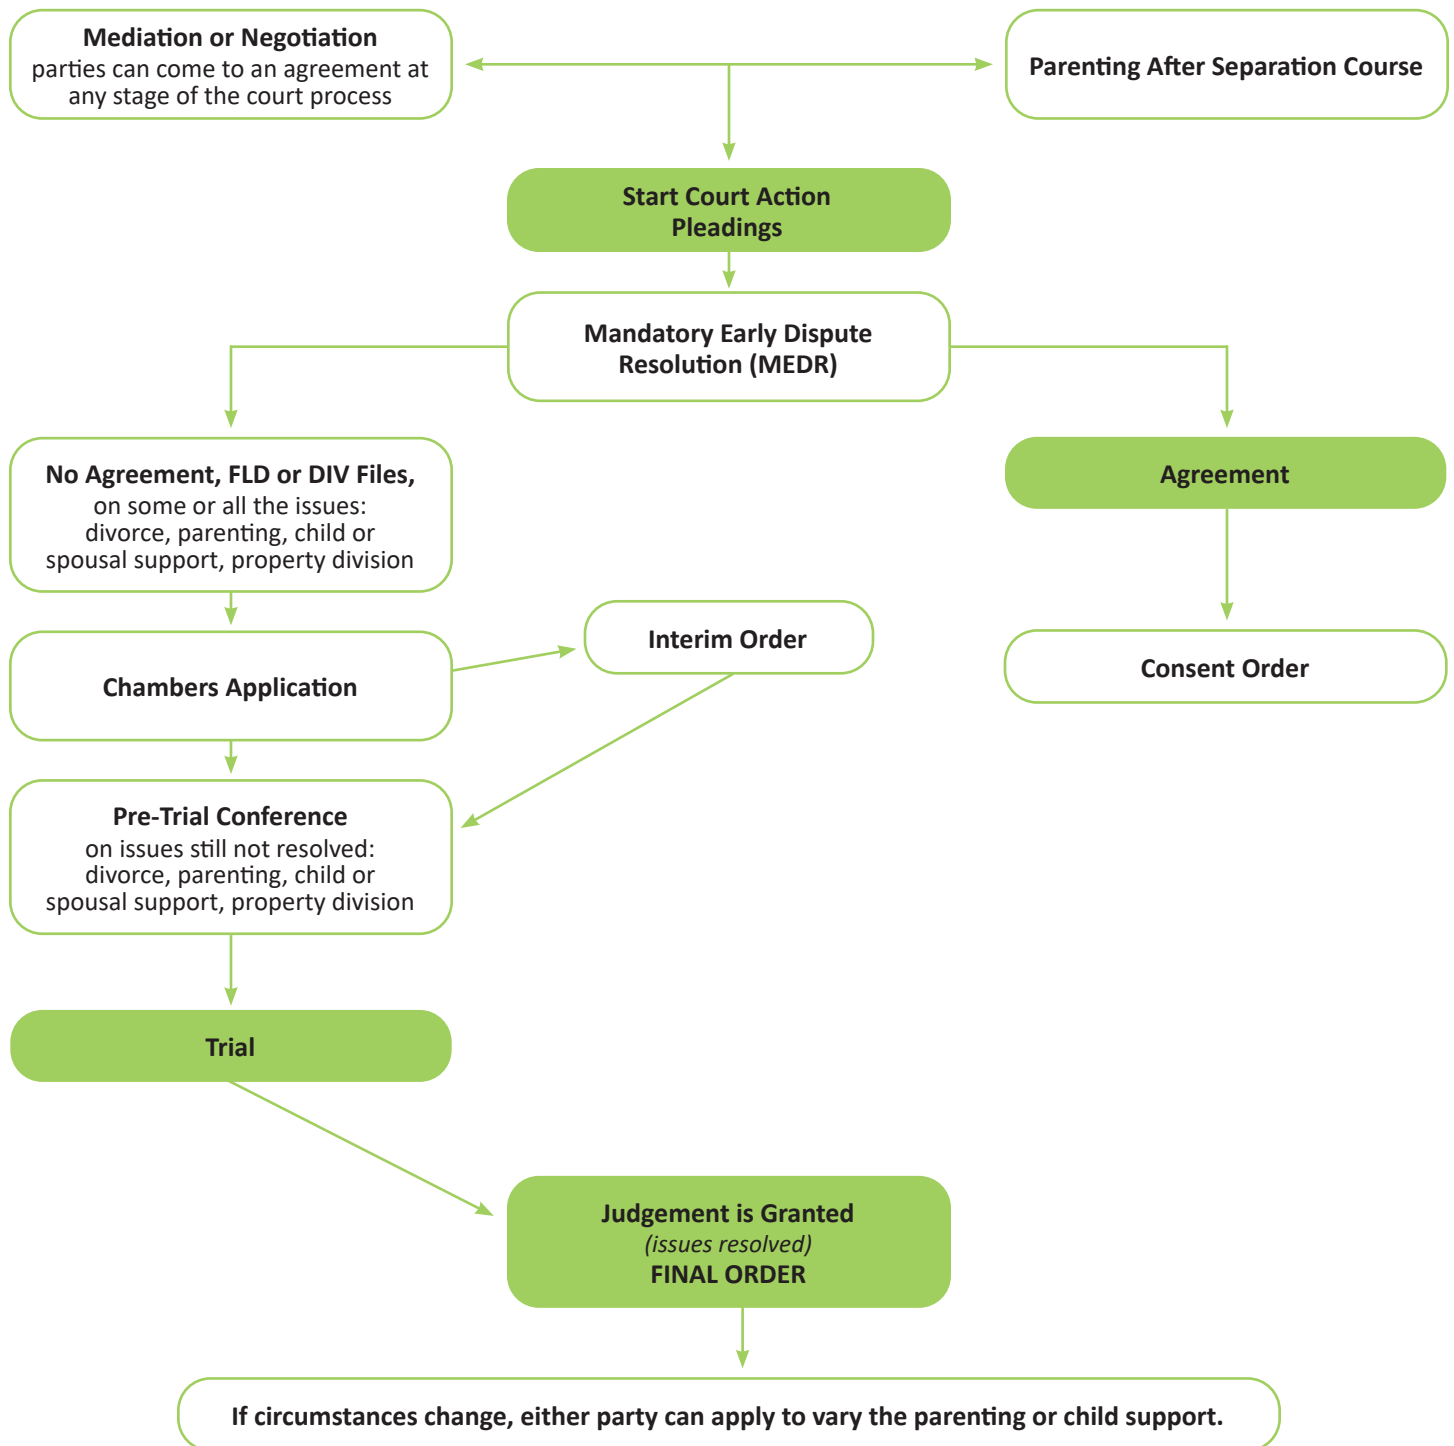 Mediation or Negotiation
parties can come to an agreement at
any stage of the court process
Parenting After Separation Course
Start Court Action
Pleadings
Mandatory Early Dispute
Resolution (MEDR)
No Agreement, FLD or DIV Files,
on some or all the issues:
divorce, parenting, child or
spousal support, property division
Agreement
Interim Order
Consent Order
Chambers Application
Pre-Trial Conference
on issues still not resolved:
divorce, parenting, child or
spousal support, property division
Trial
Judgement is Granted
(issues resolved)
FINAL ORDER
If circumstances change, either party can apply to vary the parenting or child support.